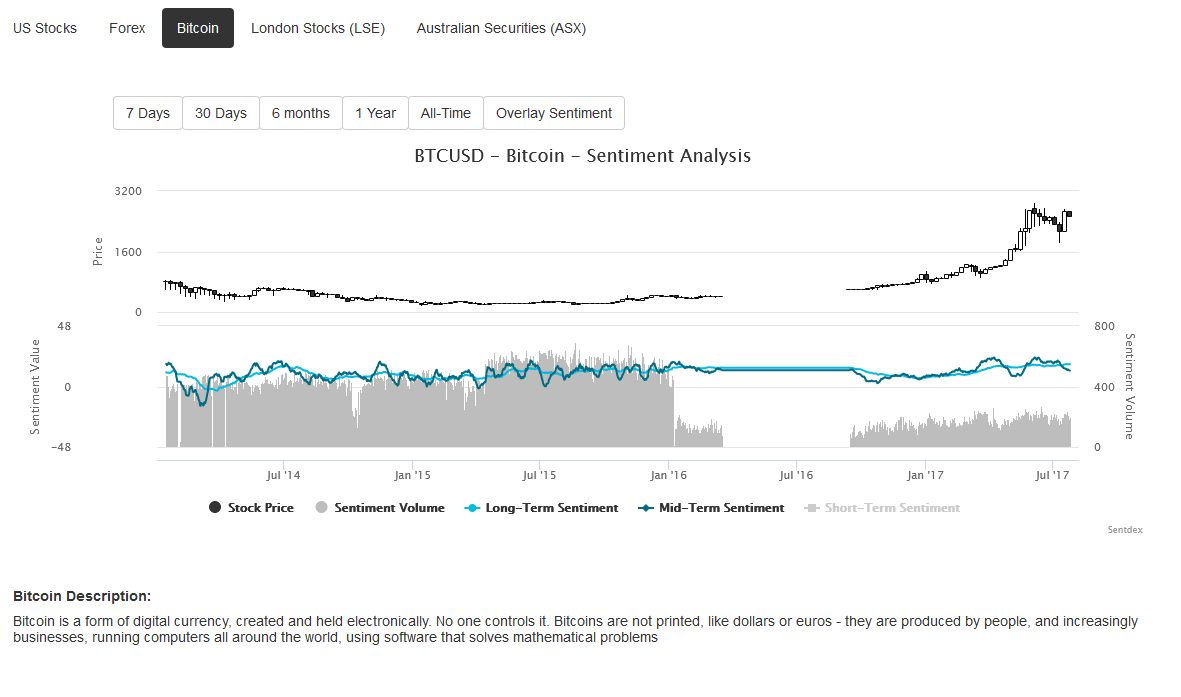 US Stocks Forex Bitcoin London Stocks (LSE) Australian Securities (ASX)
7 Days 30 Days 6 months 1 Year All-Time Overlay Sentiment
BTCUSD - Bitcoin - Sentiment Analysis
3200
1600
0
Price
48
0
-48
Sentiment Value
800
400
0
Sentiment Volume
Jul '14 Jan '15 Jul '15 Jan '16 Jul '16 Jan '17 Jul '17
Stock Price Sentiment Volume Long-Term Sentiment Mid-Term Sentiment Short-Term Sentiment
Sentdex
Bitcoin Description:
Bitcoin is a form of digital currency, created and held electronically. No one controls it. Bitcoins are not printed, like dollars or euros - they are produced by people, and increasingly
businesses, running computers all around the world, using software that solves mathematical problems